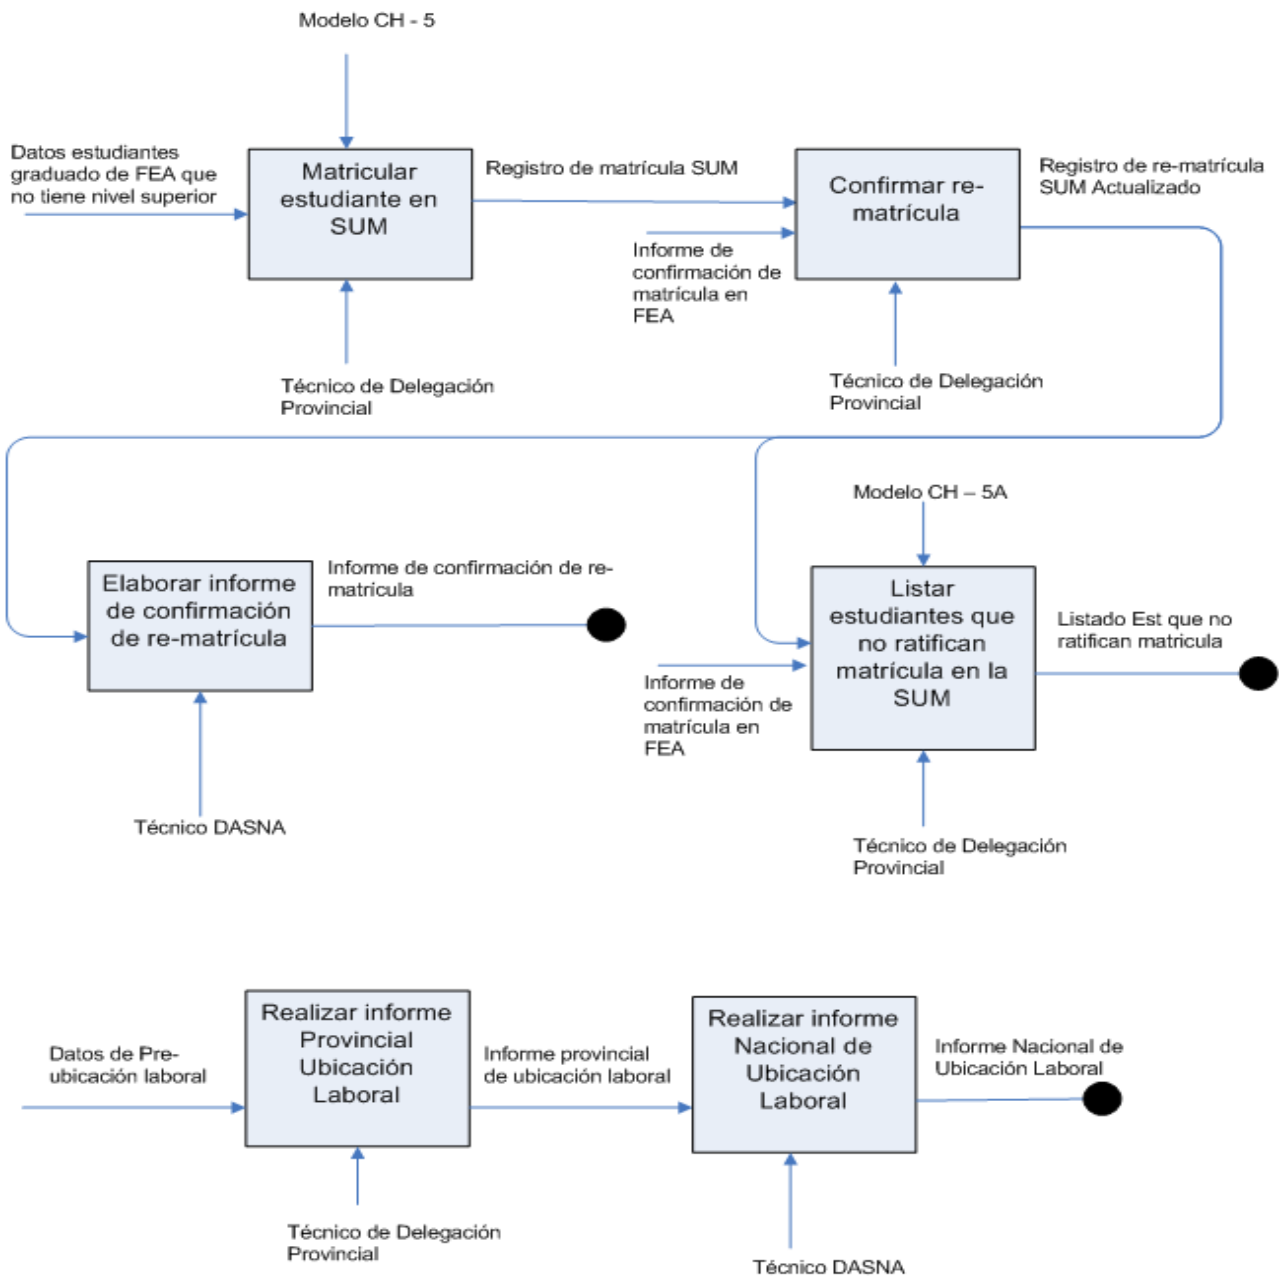 Modelo CH - 5
Datos estudiantes
graduado de FEA que
no tiene nivel superior
Matricular
estudiante en
SUM
Registro de matrícula SUM
Confirmar re-
matrícula
Registro de re-matrícula
SUM Actualizado
Informe de
confirmación de
matrícula en
FEA
Técnico de Delegación
Provincial
Técnico de Delegación
Provincial
Modelo CH – 5A
Elaborar informe
de confirmación
de re-matrícula
Informe de confirmación de re-
matrícula
Listar
estudiantes que
no ratifican
matrícula en la
SUM
Listado Est que no
ratifican matricula
Informe de
confirmación de
matrícula en
FEA
Técnico DASNA
Técnico de Delegación
Provincial
Datos de Pre-
ubicación laboral
Realizar informe
Provincial
Ubicación
Laboral
Informe provincial
de ubicación laboral
Realizar informe
Nacional de
Ubicación
Laboral
Informe Nacional de
Ubicación Laboral
Técnico de Delegación
Provincial
Técnico DASNA